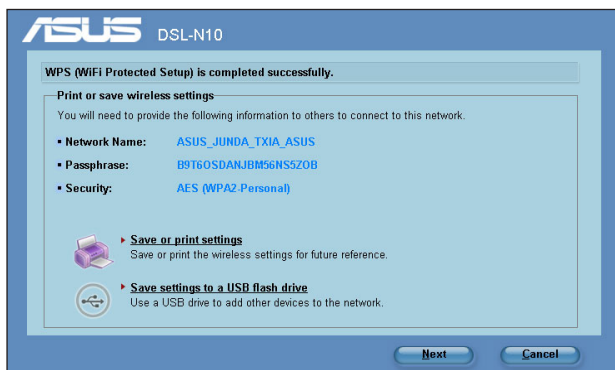 ASUS DSL-N10
WPS (WiFi Protected Setup) is completed successfully.
Print or save wireless settings
You will need to provide the following information to others to connect to this network.
▪ Network Name: ASUS_JUNDA_TXIA_ASUS
▪ Passphrase: B9T6OSDANJBM56NS5ZOB
▪ Security: AES (WPA2-Personal)
Save or print settings
Save or print the wireless settings for future reference.
Save settings to a USB flash drive
Use a USB drive to add other devices to the network.
Next Cancel